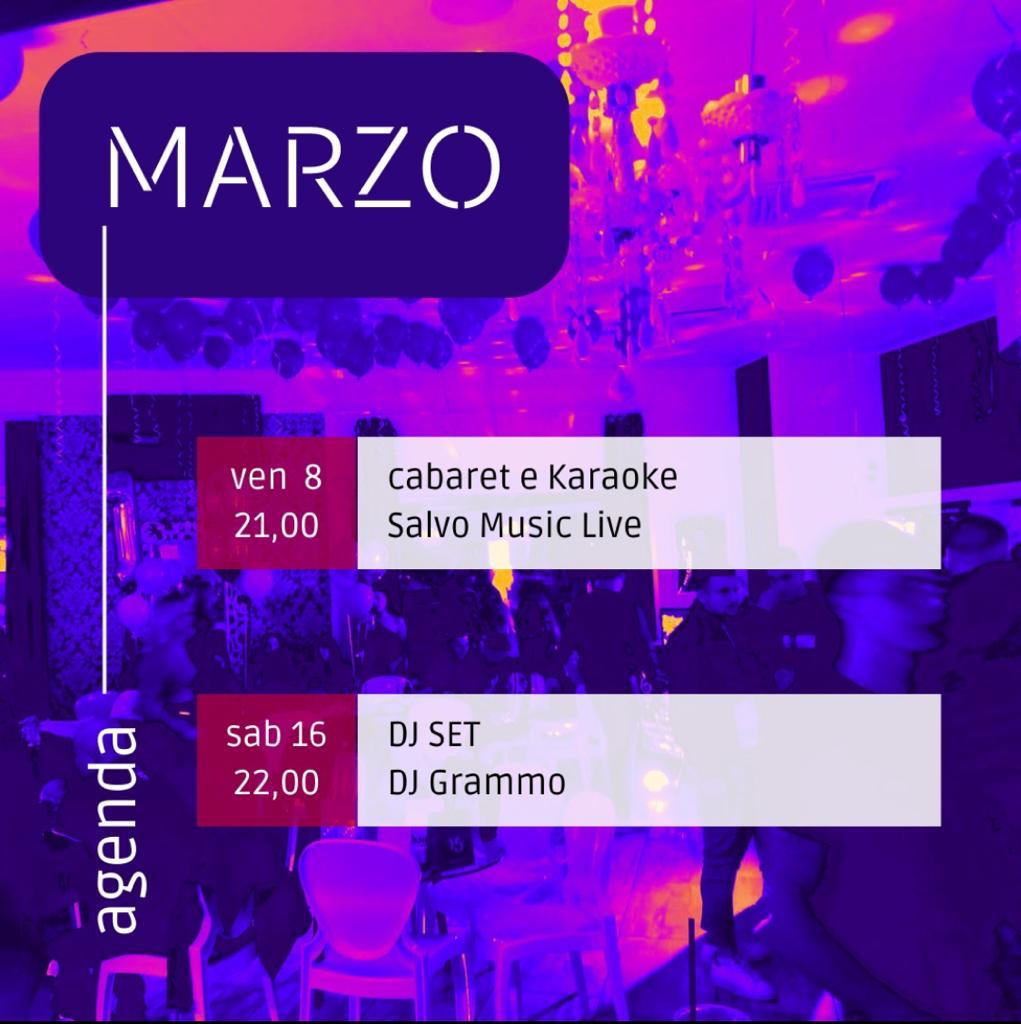 MARZO
ven 8
21,00
cabaret e Karaoke
Salvo Music Live
sab 16
22,00
DJ SET
DJ Grammo
agenda